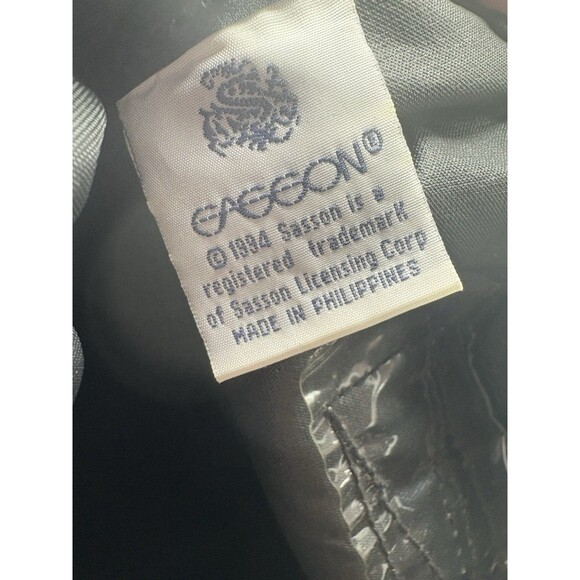 SASSON®
© 1994 Sasson is a
registered trademark
of Sasson Licensing Corp
MADE IN PHILIPPINES